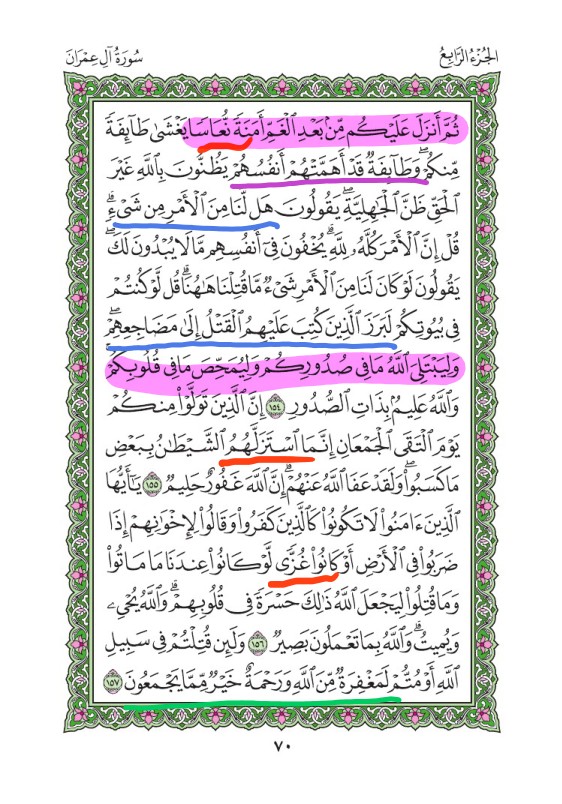 الجُزْءُ الرَّابِعُ
سُورَةُ آلِ عِمْرَانَ
ثُمَّ أَنزَلَ عَلَيْكُم مِّنۢ بَعْدِ ٱلْغَمِّ أَمَنَةً نُّعَاسًا يَغْشَىٰ طَآئِفَةً
مِّنكُمْ ۖ وَطَآئِفَةٌ قَدْ أَهَمَّتْهُمْ أَنفُسُهُمْ يَظُنُّونَ بِٱللَّهِ غَيْرَ
ٱلْحَقِّ ظَنَّ ٱلْجَٰهِلِيَّةِ ۖ يَقُولُونَ هَل لَّنَا مِنَ ٱلْأَمْرِ مِن شَىْءٍ ۗ
قُلْ إِنَّ ٱلْأَمْرَ كُلَّهُۥ لِلَّهِ ۗ يُخْفُونَ فِىٓ أَنفُسِهِم مَّا لَا يُبْدُونَ لَكَ ۖ
يَقُولُونَ لَوْ كَانَ لَنَا مِنَ ٱلْأَمْرِ شَىْءٌ مَّا قُتِلْنَا هَٰهُنَا ۗ قُل لَّوْ كُنتُمْ
فِى بُيُوتِكُمْ لَبَرَزَ ٱلَّذِينَ كُتِبَ عَلَيْهِمُ ٱلْقَتْلُ إِلَىٰ مَضَاجِعِهِمْ ۖ
وَلِيَبْتَلِىَ ٱللَّهُ مَا فِى صُدُورِكُمْ وَلِيُمَحِّصَ مَا فِى قُلُوبِكُمْ ۗ
وَٱللَّهُ عَلِيمٌۢ بِذَاتِ ٱلصُّدُورِ ١٥٤ إِنَّ ٱلَّذِينَ تَوَلَّوْا۟ مِنكُمْ
يَوْمَ ٱلْتَقَى ٱلْجَمْعَانِ إِنَّمَا ٱسْتَزَلَّهُمُ ٱلشَّيْطَٰنُ بِبَعْضِ
مَا كَسَبُوا۟ ۖ وَلَقَدْ عَفَا ٱللَّهُ عَنْهُمْ ۗ إِنَّ ٱللَّهَ غَفُورٌ حَلِيمٌ ١٥٥ يَٰٓأَيُّهَا
ٱلَّذِينَ ءَامَنُوا۟ لَا تَكُونُوا۟ كَٱلَّذِينَ كَفَرُوا۟ وَقَالُوا۟ لِإِخْوَٰنِهِمْ إِذَا
ضَرَبُوا۟ فِى ٱلْأَرْضِ أَوْ كَانُوا۟ غُزًّى لَّوْ كَانُوا۟ عِندَنَا مَا مَاتُوا۟
وَمَا قُتِلُوا۟ لِيَجْعَلَ ٱللَّهُ ذَٰلِكَ حَسْرَةً فِى قُلُوبِهِمْ ۗ وَٱللَّهُ يُحْىِۦ
وَيُمِيتُ ۗ وَٱللَّهُ بِمَا تَعْمَلُونَ بَصِيرٌ ١٥٦ وَلَئِن قُتِلْتُمْ فِى سَبِيلِ
ٱللَّهِ أَوْ مُتُّمْ لَمَغْفِرَةٌ مِّنَ ٱللَّهِ وَرَحْمَةٌ خَيْرٌ مِّمَّا يَجْمَعُونَ ١٥٧
٧٠